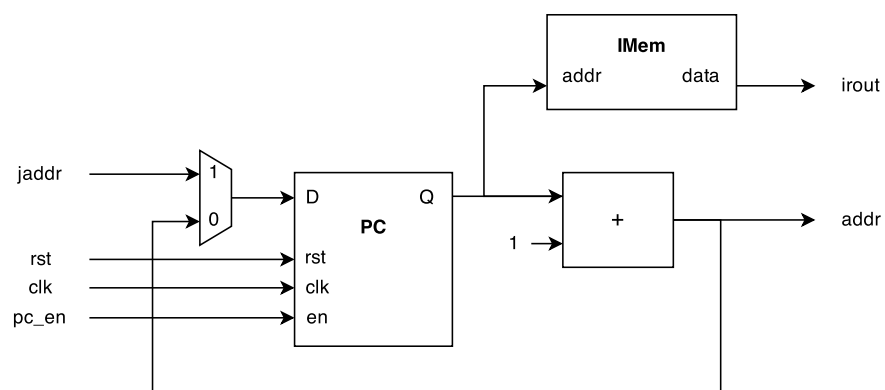 IMem
addr data
irout
jaddr
1
0
D Q
PC
rst
clk
pc_en
rst
clk
en
1
+
addr